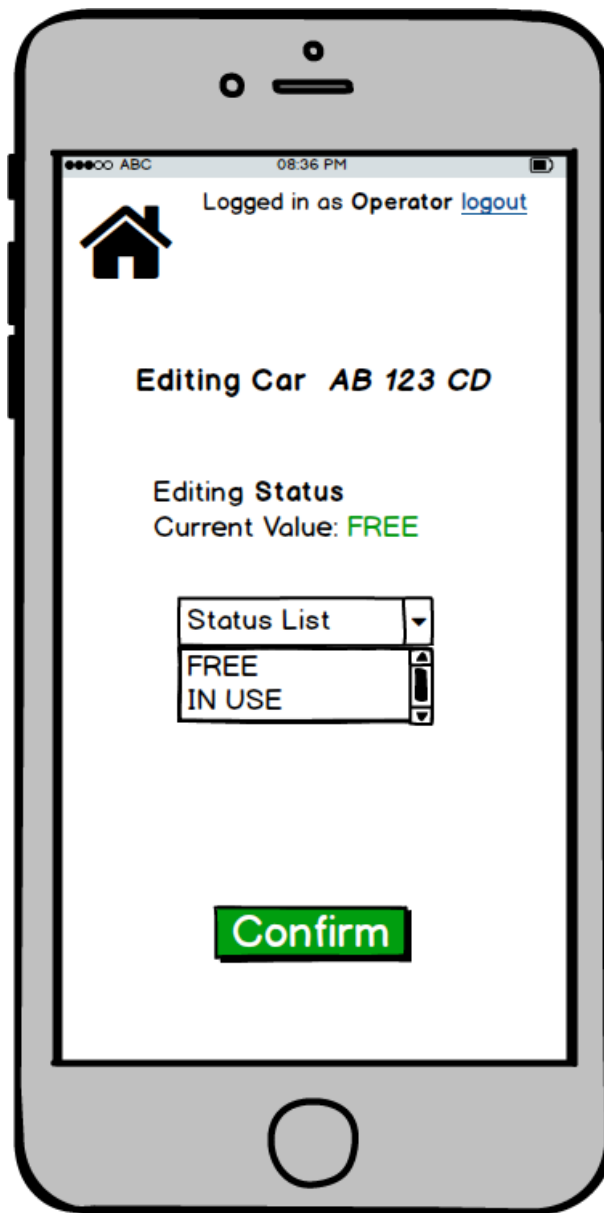 ABC 08:36 PM
Logged in as Operator logout
Editing Car AB 123 CD
Editing Status
Current Value: FREE
Status List
FREE
IN USE
Confirm